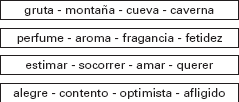 gruta - montaña - cueva - caverna
perfume - aroma - fragancia - fetidez
estimar - socorrer - amar - querer
alegre - contento - optimista - afligido